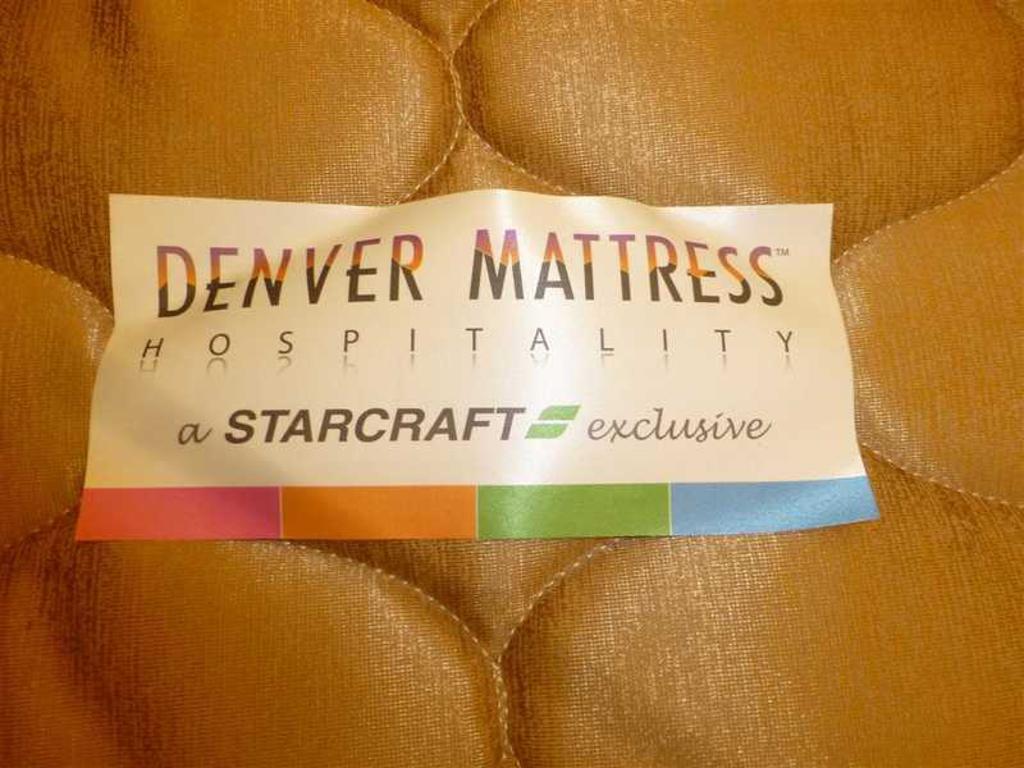 DENVER MATTRESS™
HOSPITALITY
a STARCRAFT exclusive